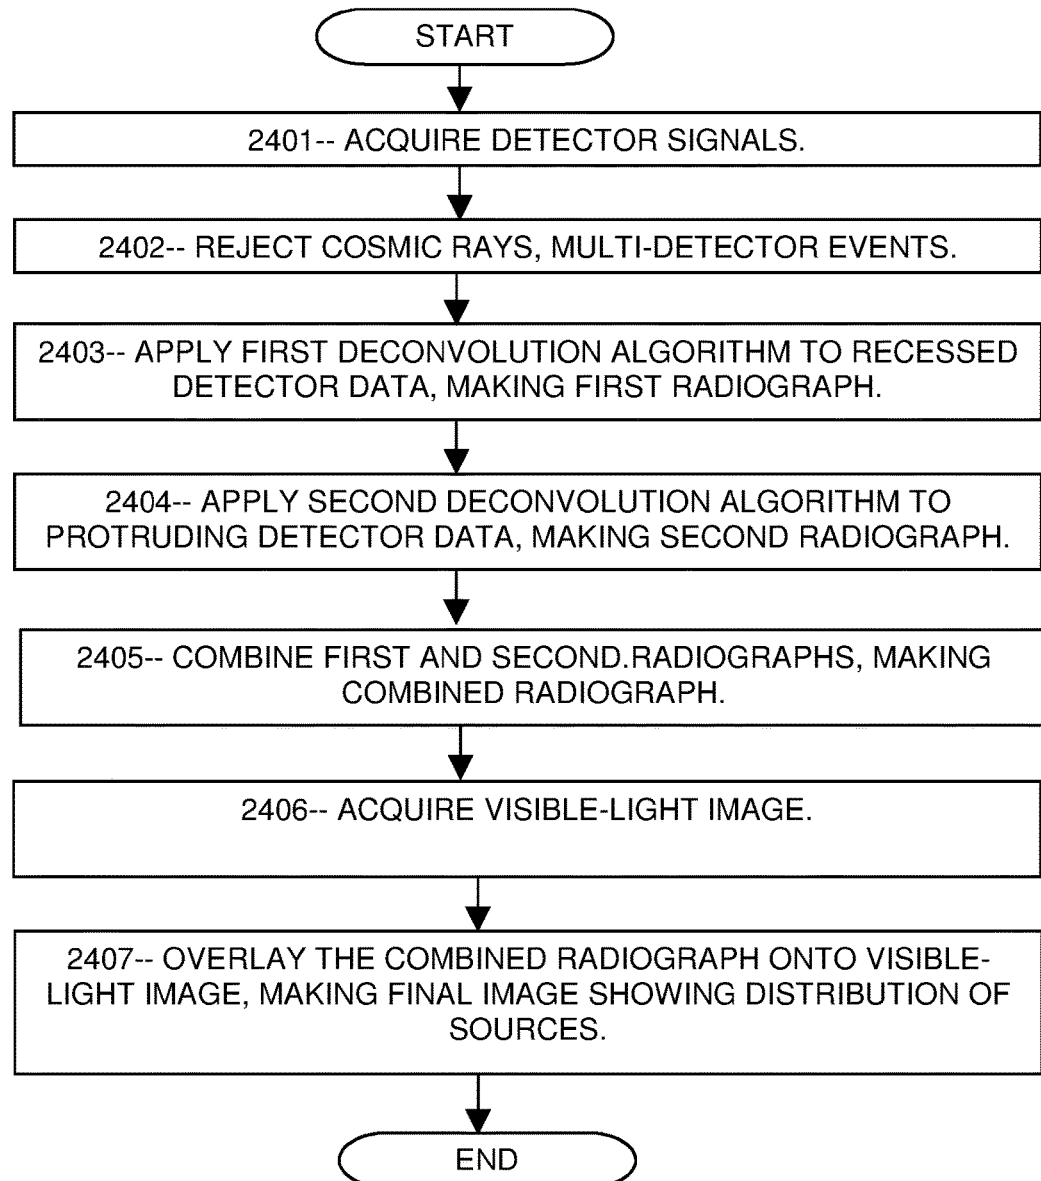 START
2401-- ACQUIRE DETECTOR SIGNALS.
2402-- REJECT COSMIC RAYS, MULTI-DETECTOR EVENTS.
2403-- APPLY FIRST DECONVOLUTION ALGORITHM TO RECESSED
DETECTOR DATA, MAKING FIRST RADIOGRAPH.
2404-- APPLY SECOND DECONVOLUTION ALGORITHM TO
PROTRUDING DETECTOR DATA, MAKING SECOND RADIOGRAPH.
2405-- COMBINE FIRST AND SECOND.RADIOGRAPHS, MAKING
COMBINED RADIOGRAPH.
2406-- ACQUIRE VISIBLE-LIGHT IMAGE.
2407-- OVERLAY THE COMBINED RADIOGRAPH ONTO VISIBLE-
LIGHT IMAGE, MAKING FINAL IMAGE SHOWING DISTRIBUTION OF
SOURCES.
END